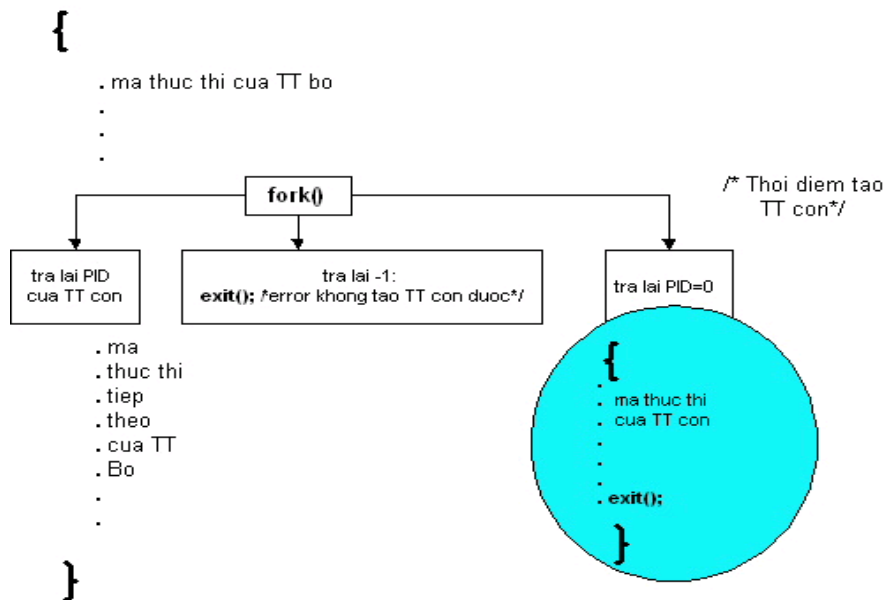 {
. ma thuc thi cua TT bo
.
.
.
fork()
/* Thoi diem tao
TT con*/
tra lai PID
cua TT con
tra lai -1:
exit(); /*error khong tao TT con duoc*/
tra lai PID=0
. ma
. thuc thi
. tiep
. theo
. cua TT
. Bo
.
.
}
{
.
. ma thuc thi
. cua TT con
.
.
.
. exit();
}